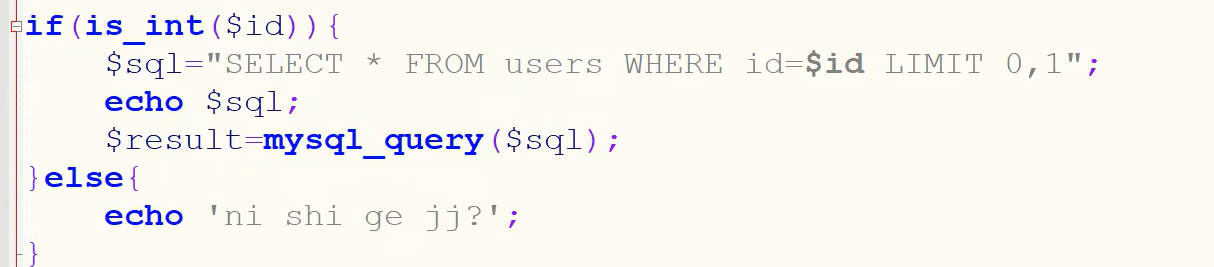 if(is_int($id)){
$sql="SELECT * FROM users WHERE id=$id LIMIT 0,1";
echo $sql;
$result=mysql_query($sql);
}else{
echo 'ni shi ge jj?';
}